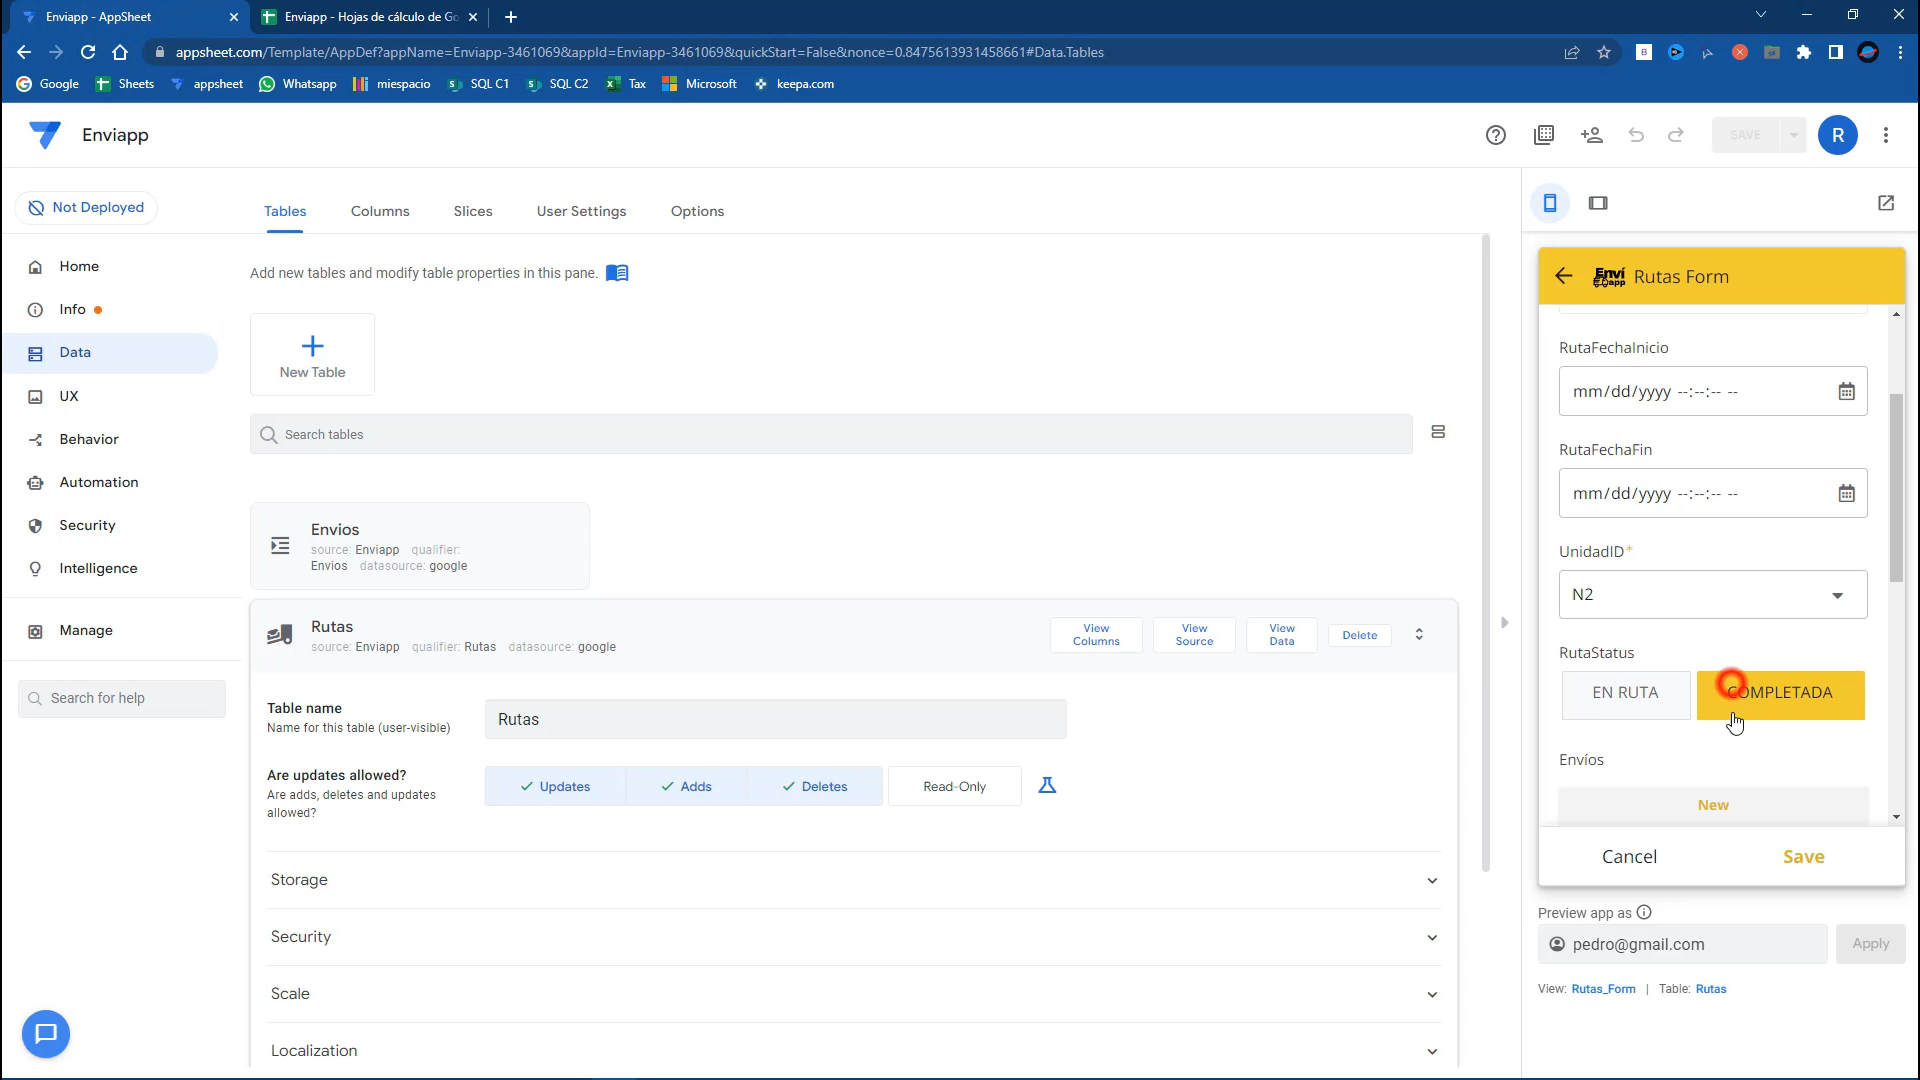 Enviapp - AppSheet
Enviapp - Hojas de cálculo de Go
appsheet.com/Template/AppDef?appName=Enviapp-3461069&appId=Enviapp-3461069&quickStart=False&nonce=0.8475613931458661#Data.Tables
Google
Sheets
appsheet
Whatsapp
miespacio
SQL C1
SQL C2
Tax
Microsoft
keepa.com
Enviapp
SAVE
R
Not Deployed
Home
Info
Data
UX
Behavior
Automation
Security
Intelligence
Manage
Search for help
Tables
Columns
Slices
User Settings
Options
Add new tables and modify table properties in this pane.
New Table
Search tables
Envios
source: Enviapp qualifier:
Envios datasource: google
Rutas
source: Enviapp qualifier: Rutas datasource: google
View
Columns
View
Source
View
Data
Delete
Table name
Name for this table (user-visible)
Rutas
Are updates allowed?
Are adds, deletes and updates
allowed?
Updates
Adds
Deletes
Read-Only
Storage
Security
Scale
Localization
Enví
app
Rutas Form
RutaFechaInicio
mm/dd/yyyy --:--:-- --
RutaFechaFin
mm/dd/yyyy --:--:-- --
UnidadID*
N2
RutaStatus
EN RUTA
COMPLETADA
Envíos
New
Cancel
Save
Preview app as
pedro@gmail.com
Apply
View: Rutas_Form | Table: Rutas